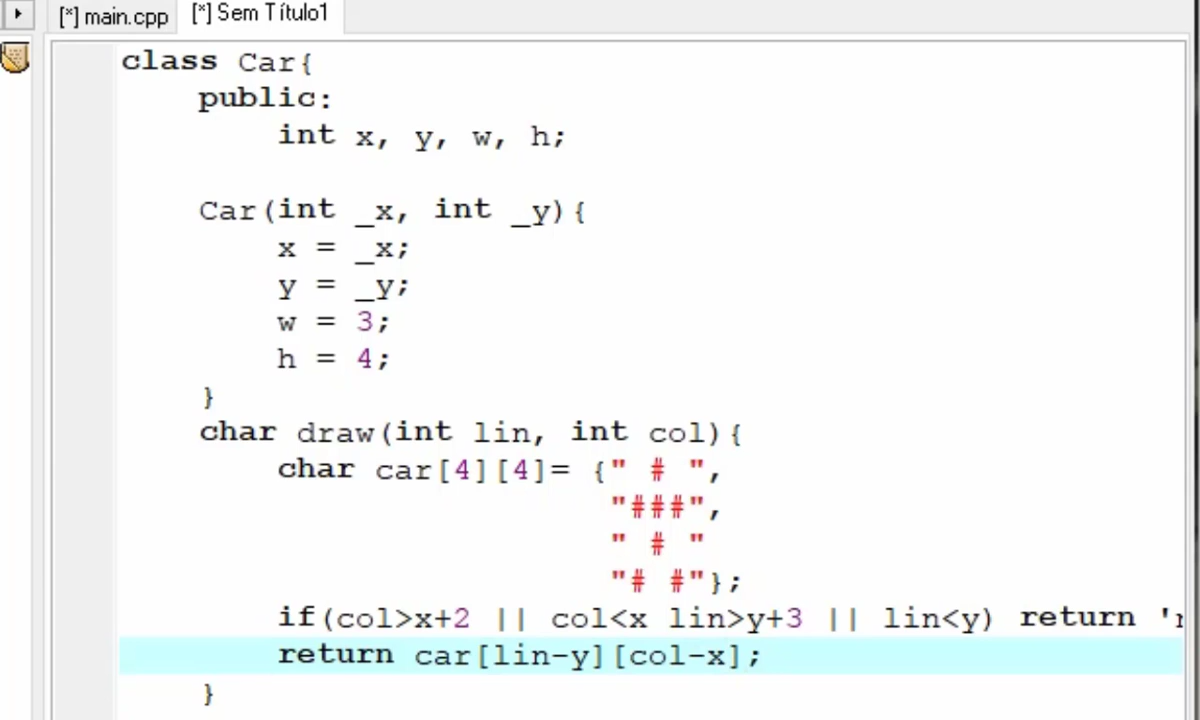 [*] main.cpp [*] Sem Título1
class Car{
public:
int x, y, w, h;
Car(int _x, int _y){
x = _x;
y = _y;
w = 3;
h = 4;
}
char draw(int lin, int col){
char car[4][4]= {" # ",
"###",
" # "
"# #"};
if(col>x+2 || col<x lin>y+3 || lin<y) return
return car[lin-y][col-x];
}